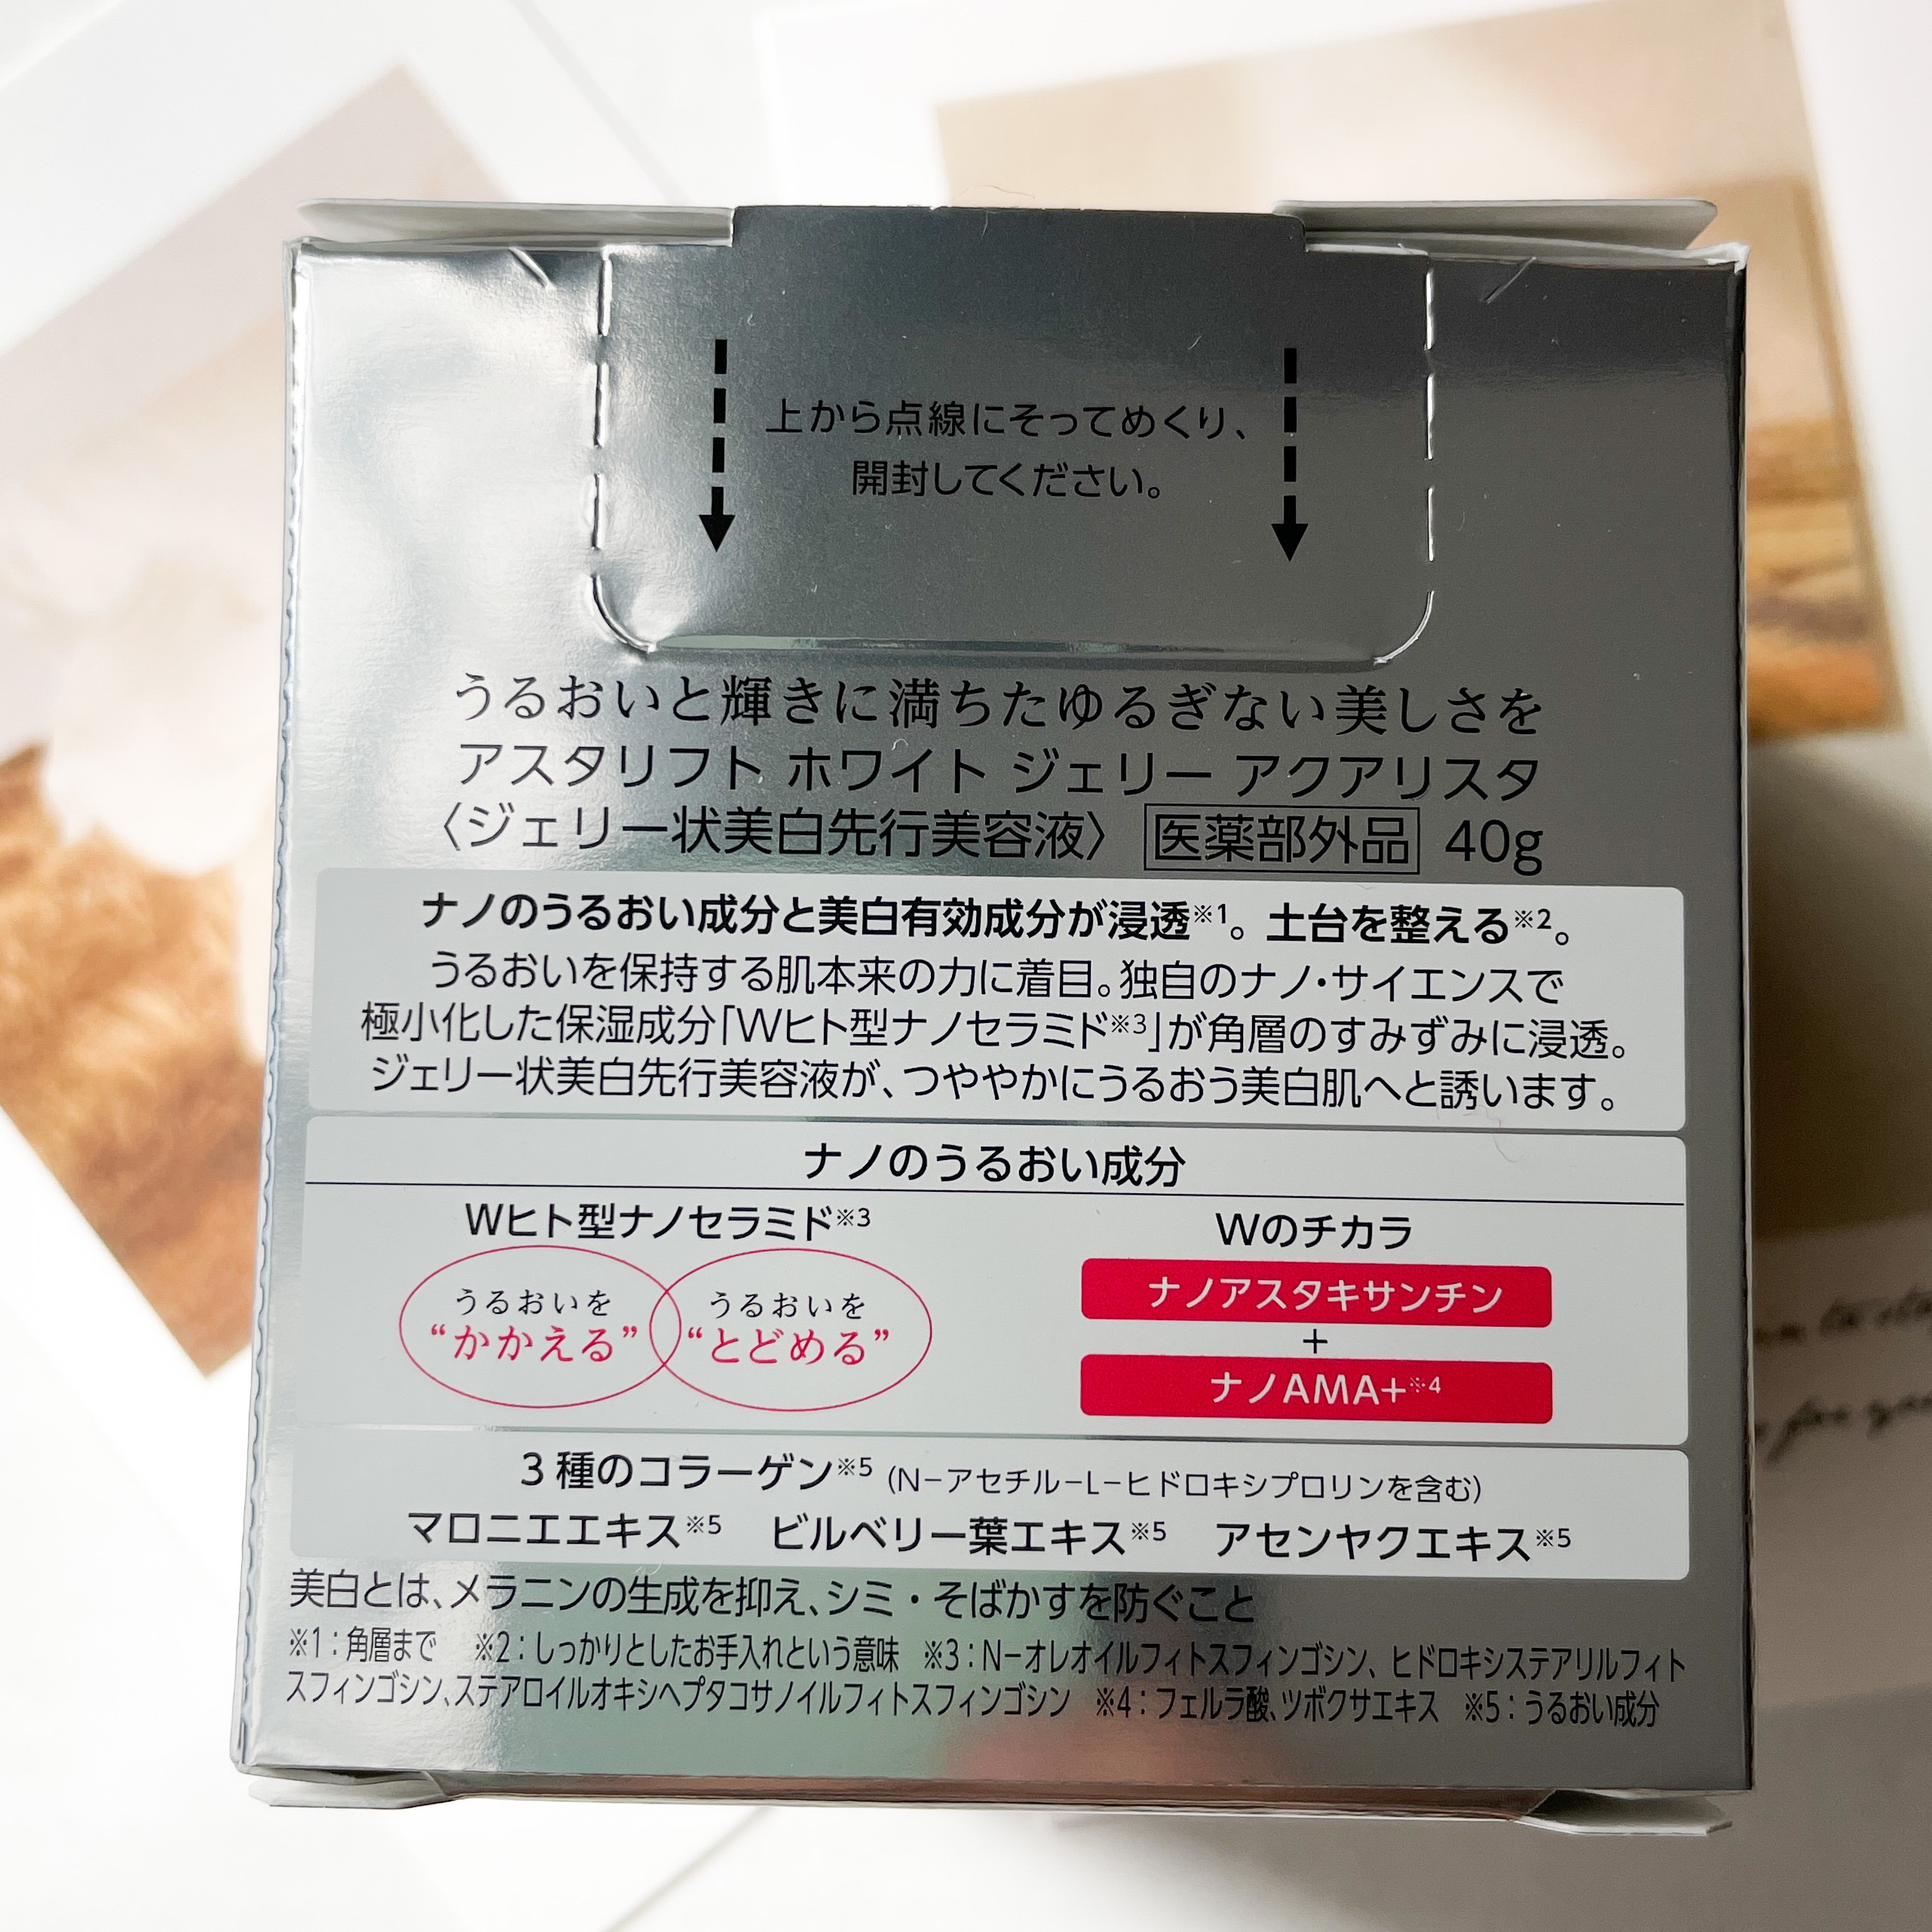 上から点線にそってめくり、
開封してください。
うるおいと輝きに満ちたゆるぎない美しさを
アスタリフト ホワイト ジェリー アクアリスタ
〈ジェリー状美白先行美容液〉 医薬部外品 40g
ナノのうるおい成分と美白有効成分が浸透※1。土台を整える※2。
うるおいを保持する肌本来の力に着目。独自のナノ・サイエンスで
極小化した保湿成分「Wヒト型ナノセラミド※3」が角層のすみずみに浸透。
ジェリー状美白先行美容液が、つややかにうるおう美白肌へと誘います。
ナノのうるおい成分
Wヒト型ナノセラミド※3
うるおいを
“かかえる”
うるおいを
“とどめる”
Wのチカラ
ナノアスタキサンチン
+
ナノAMA+※4
3種のコラーゲン※5 (N−アセチル−L−ヒドロキシプロリンを含む)
マロニエエキス※5 ビルベリー葉エキス※5 アセンヤクエキス※5
美白とは、メラニンの生成を抑え、シミ・そばかすを防ぐこと
※1：角層まで ※2：しっかりとしたお手入れという意味 ※3：N−オレオイルフィトスフィンゴシン、ヒドロキシステアリルフィト
スフィンゴシン、ステアロイルオキシヘプタコサノイルフィトスフィンゴシン ※4：フェルラ酸、ツボクサエキス ※5：うるおい成分